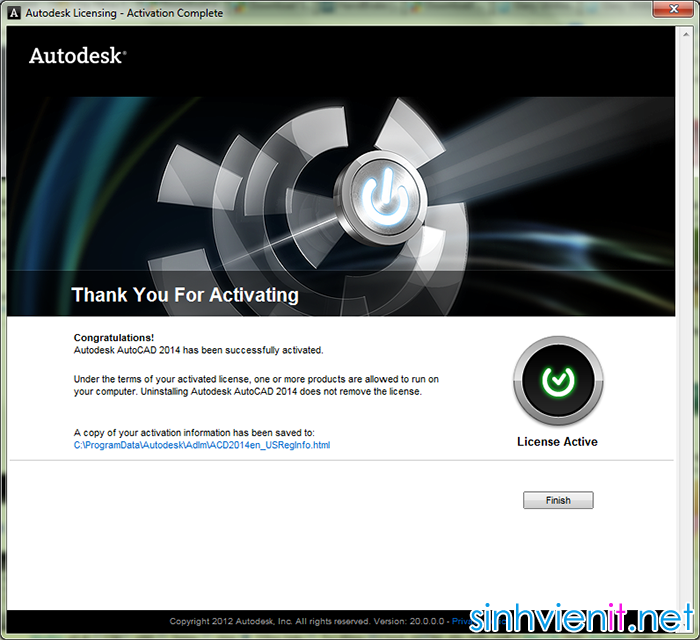 Autodesk Licensing - Activation Complete
Autodesk®
Thank You For Activating
Congratulations!
Autodesk AutoCAD 2014 has been successfully activated.
Under the terms of your activated license, one or more products are allowed to run on
your computer. Uninstalling Autodesk AutoCAD 2014 does not remove the license.
License Active
A copy of your activation information has been saved to:
C:\ProgramData\Autodesk\Adlm\ACD2014en_USRegInfo.html
Finish
Copyright 2012 Autodesk, Inc. All rights reserved. Version: 20.0.0.0 -
sinhvienit.net